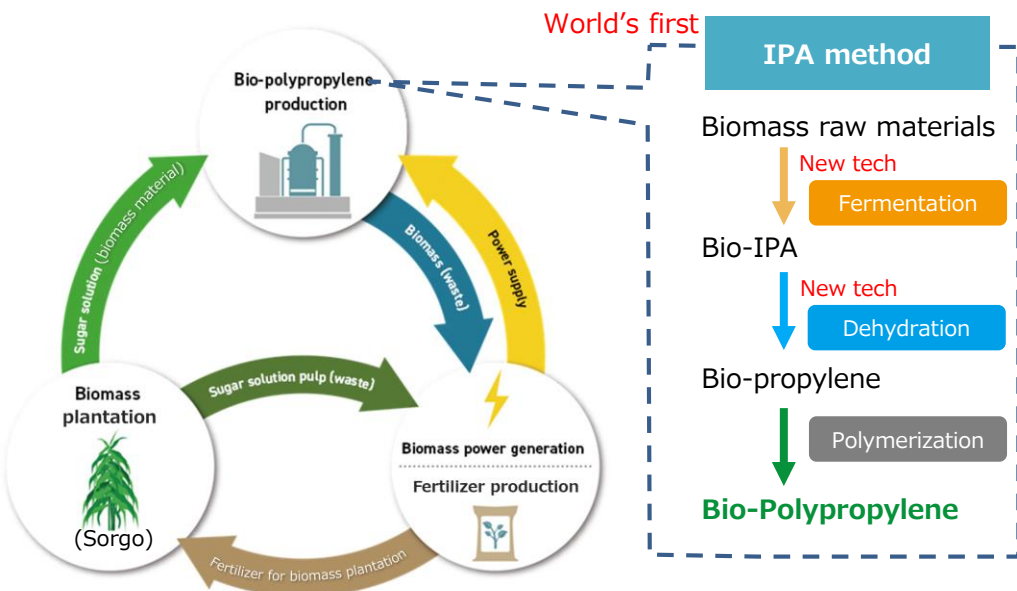 World's first
IPA method
Bio-polypropylene
production
Sugar solution (biomass material)
Biomass (waste)
Power supply
Biomass
plantation
(Sorgo)
Sugar solution pulp (waste)
Biomass power generation
Fertilizer production
Fertilizer for biomass plantation
Biomass raw materials
New tech
Fermentation
Bio-IPA
New tech
Dehydration
Bio-propylene
Polymerization
Bio-Polypropylene